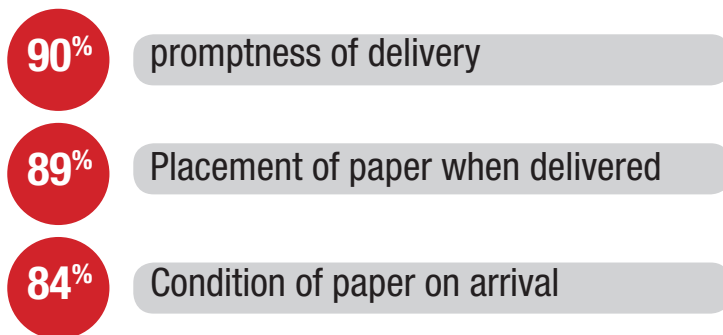 90% promptness of delivery
89% Placement of paper when delivered
84% Condition of paper on arrival